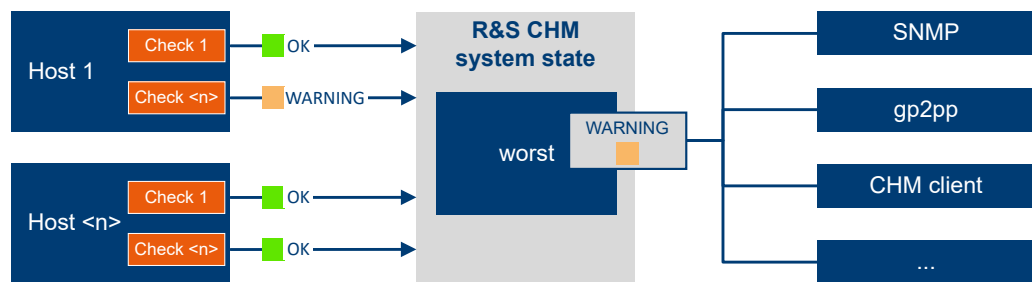 Host 1
Check 1
OK
Check <n>
WARNING
Host <n>
Check 1
OK
Check <n>
OK
R&S CHM
system state
worst
WARNING
SNMP
gp2pp
CHM client
...